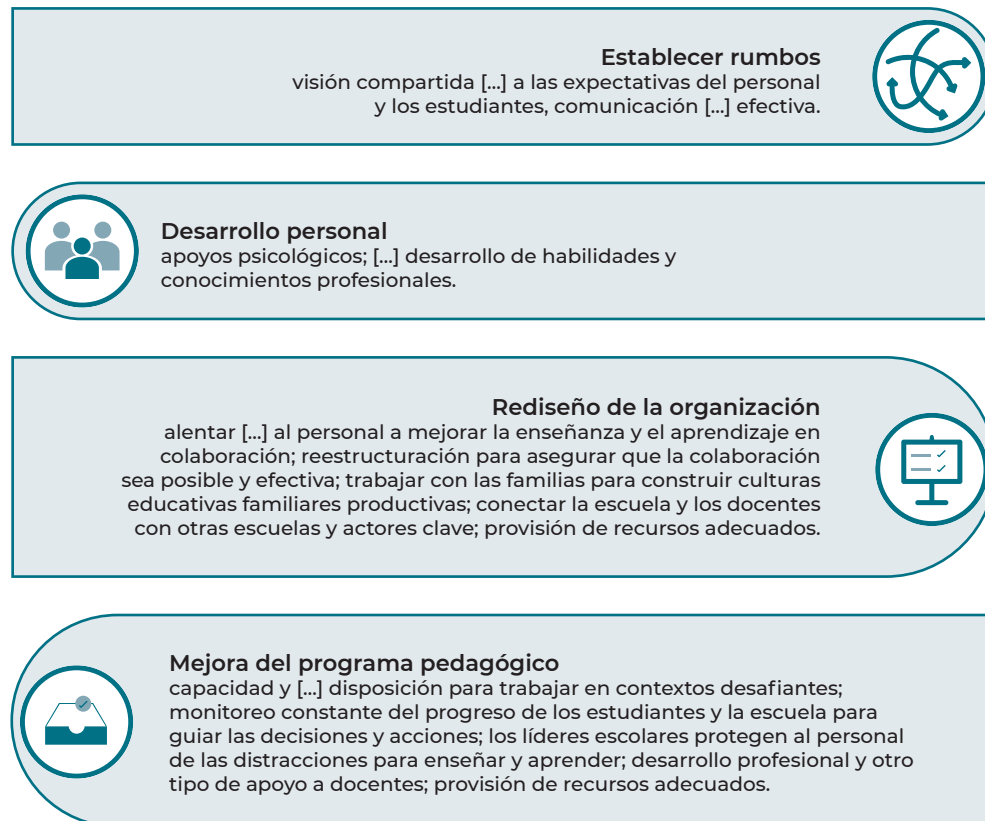 Establecer rumbos
visión compartida [...] a las expectativas del personal
y los estudiantes, comunicación [...] efectiva.
Desarrollo personal
apoyos psicológicos; [...] desarrollo de habilidades y
conocimientos profesionales.
Rediseño de la organización
alentar [...] al personal a mejorar la enseñanza y el aprendizaje en
colaboración; reestructuración para asegurar que la colaboración
sea posible y efectiva; trabajar con las familias para construir culturas
educativas familiares productivas; conectar la escuela y los docentes
con otras escuelas y actores clave; provisión de recursos adecuados.
Mejora del programa pedagógico
capacidad y [...] disposición para trabajar en contextos desafiantes;
monitoreo constante del progreso de los estudiantes y la escuela para
guiar las decisiones y acciones; los líderes escolares protegen al personal
de las distracciones para enseñar y aprender; desarrollo profesional y otro
tipo de apoyo a docentes; provisión de recursos adecuados.